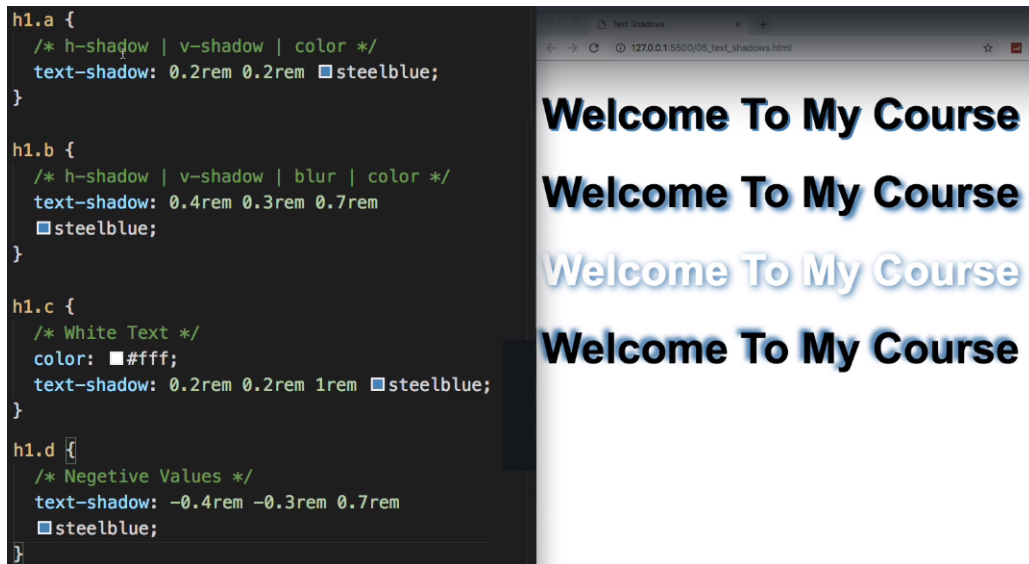 h1.a {
/* h-shadow | v-shadow | color */
text-shadow: 0.2rem 0.2rem steelblue;
}
h1.b {
/* h-shadow | v-shadow | blur | color */
text-shadow: 0.4rem 0.3rem 0.7rem
steelblue;
}
h1.c {
/* White Text */
color: #fff;
text-shadow: 0.2rem 0.2rem 1rem steelblue;
}
h1.d {
/* Negetive Values */
text-shadow: -0.4rem -0.3rem 0.7rem
steelblue;
}
Text Shadows
127.0.0.1:5500/05_text_shadows.html
Welcome To My Course
Welcome To My Course
Welcome To My Course
Welcome To My Course